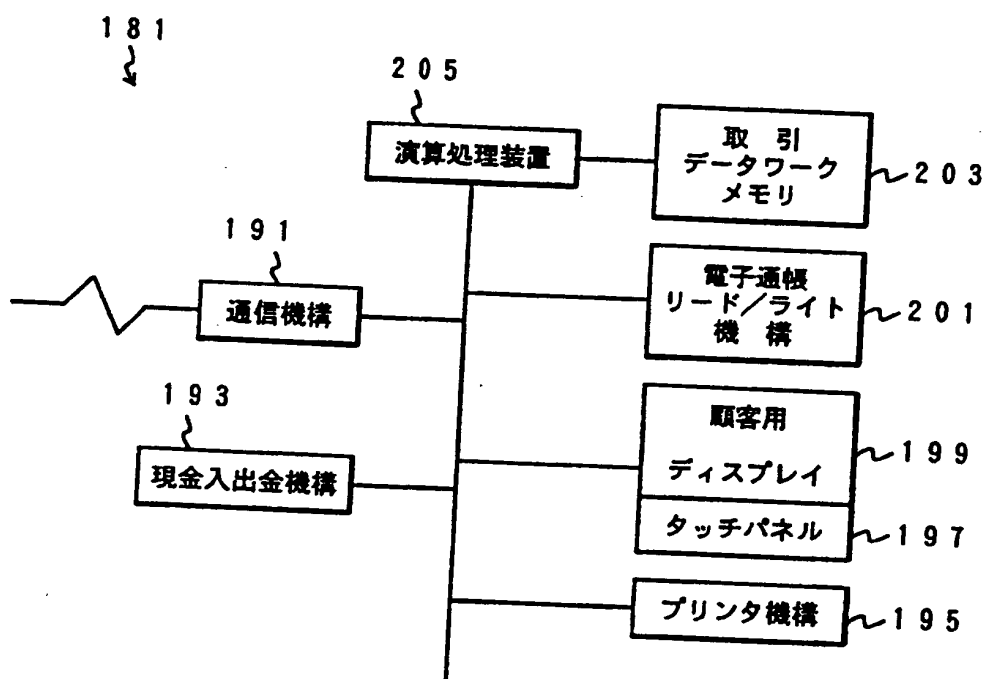 181
205
演算処理装置
取 引
データワーク
メモリ
203
191
通信機構
電子通帳
リード/ライト
機 構
201
193
現金入出金機構
顧客用
ディスプレイ
199
タッチパネル
197
プリンタ機構
195